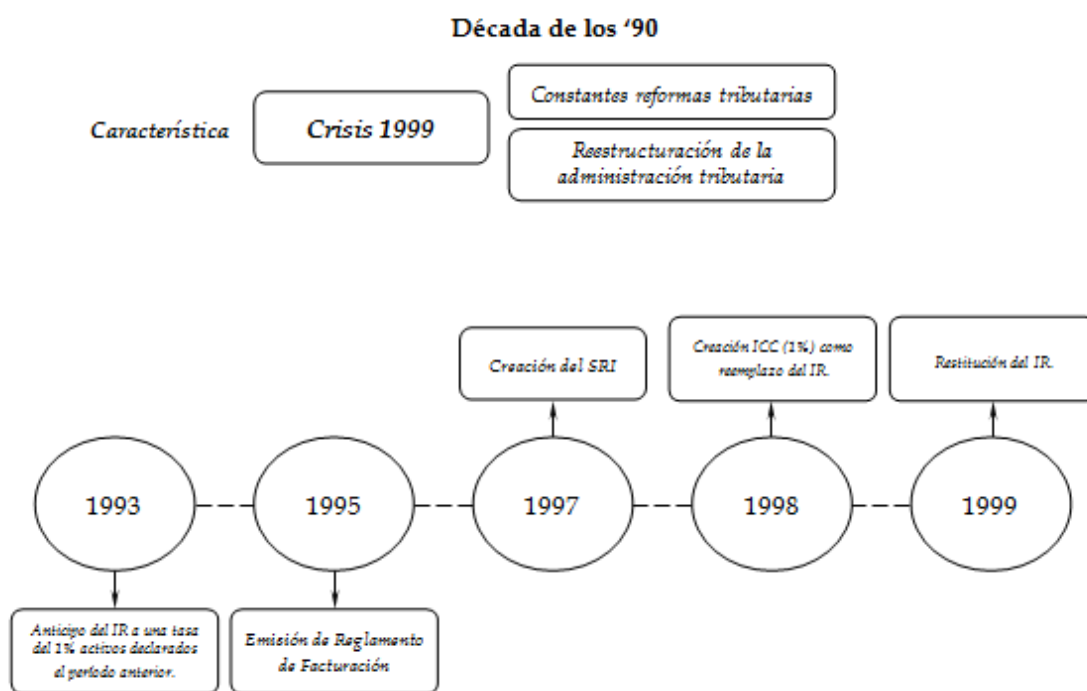 Década de los ‘90
Constantes reformas tributarias
Característica
Crisis 1999
Reestructuración de la
administración tributaria
Creación del SRI
Creación ICC (1%) como
reemplazo del IR.
Restitución del IR.
1993
1995
1997
1998
1999
Anticipo del IR a una tasa
del 1% activos declarados
el período anterior.
Emisión de Reglamento
de Facturación